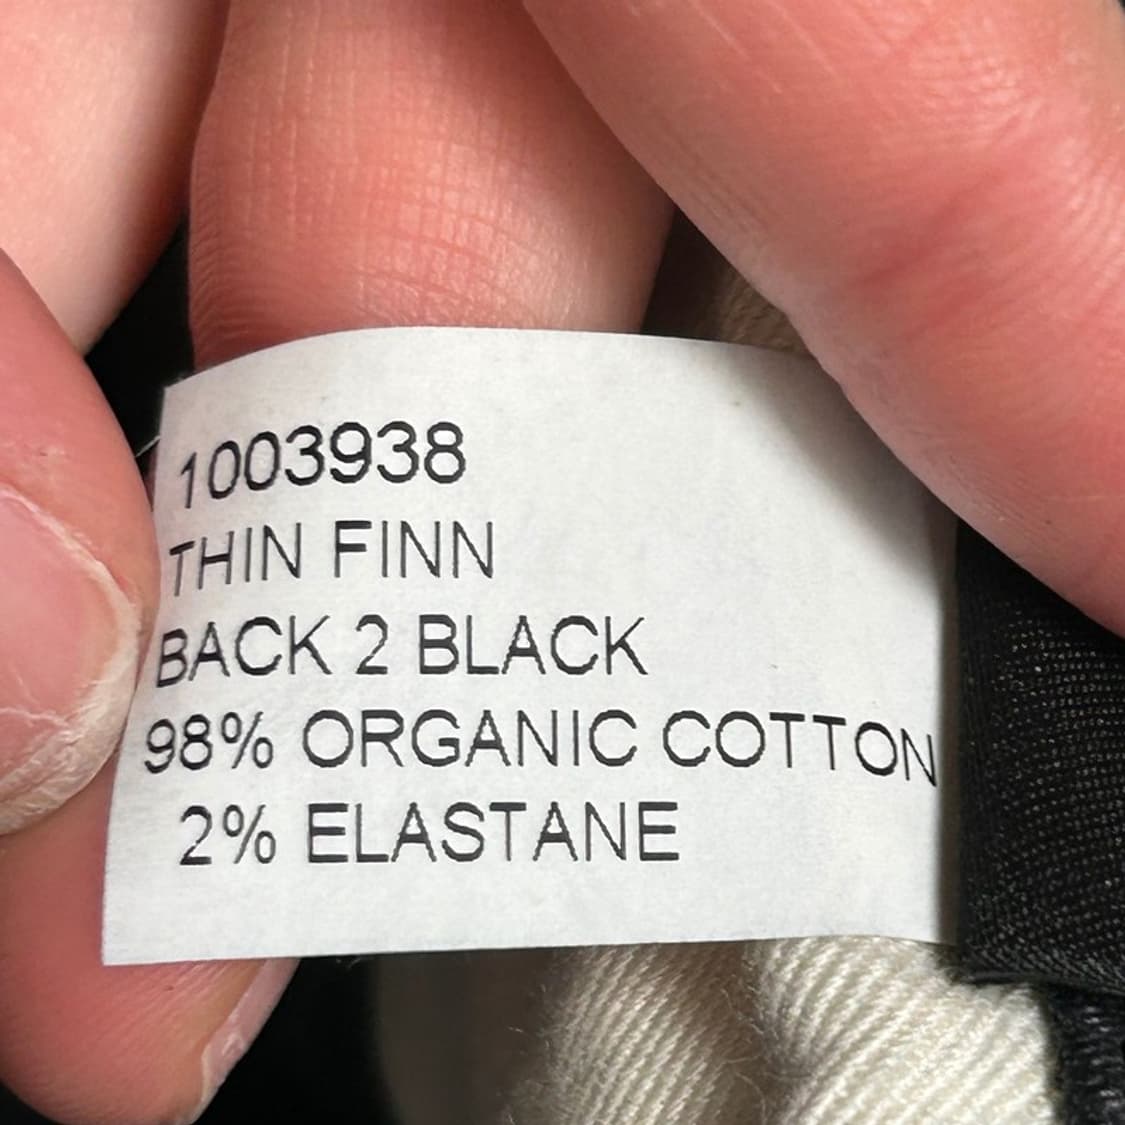 1003938
THIN FINN
BACK 2 BLACK
98% ORGANIC COTTON
2% ELASTANE